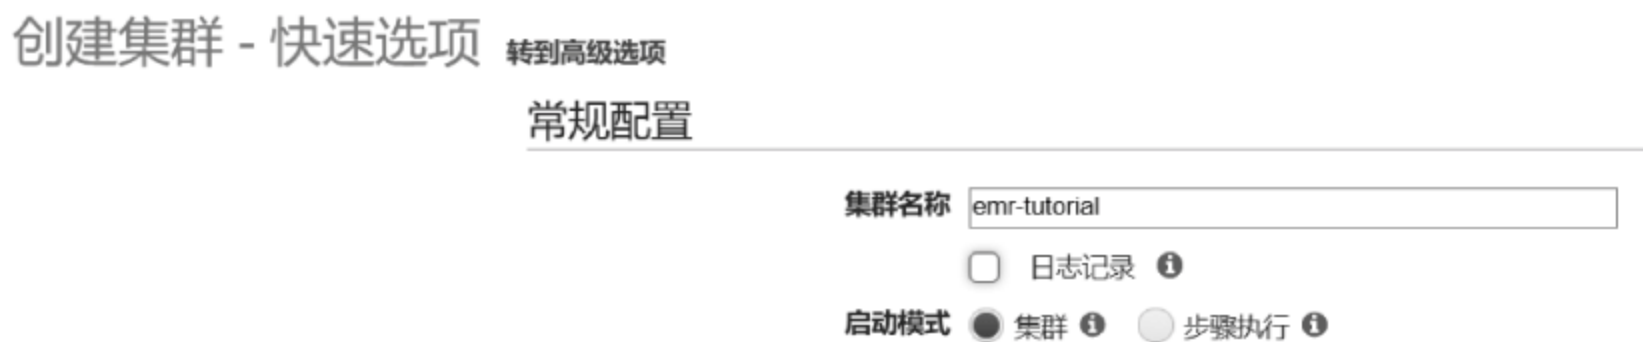 创建集群 - 快速选项 转到高级选项
常规配置
集群名称 emr-tutorial
日志记录
启动模式 集群 步骤执行